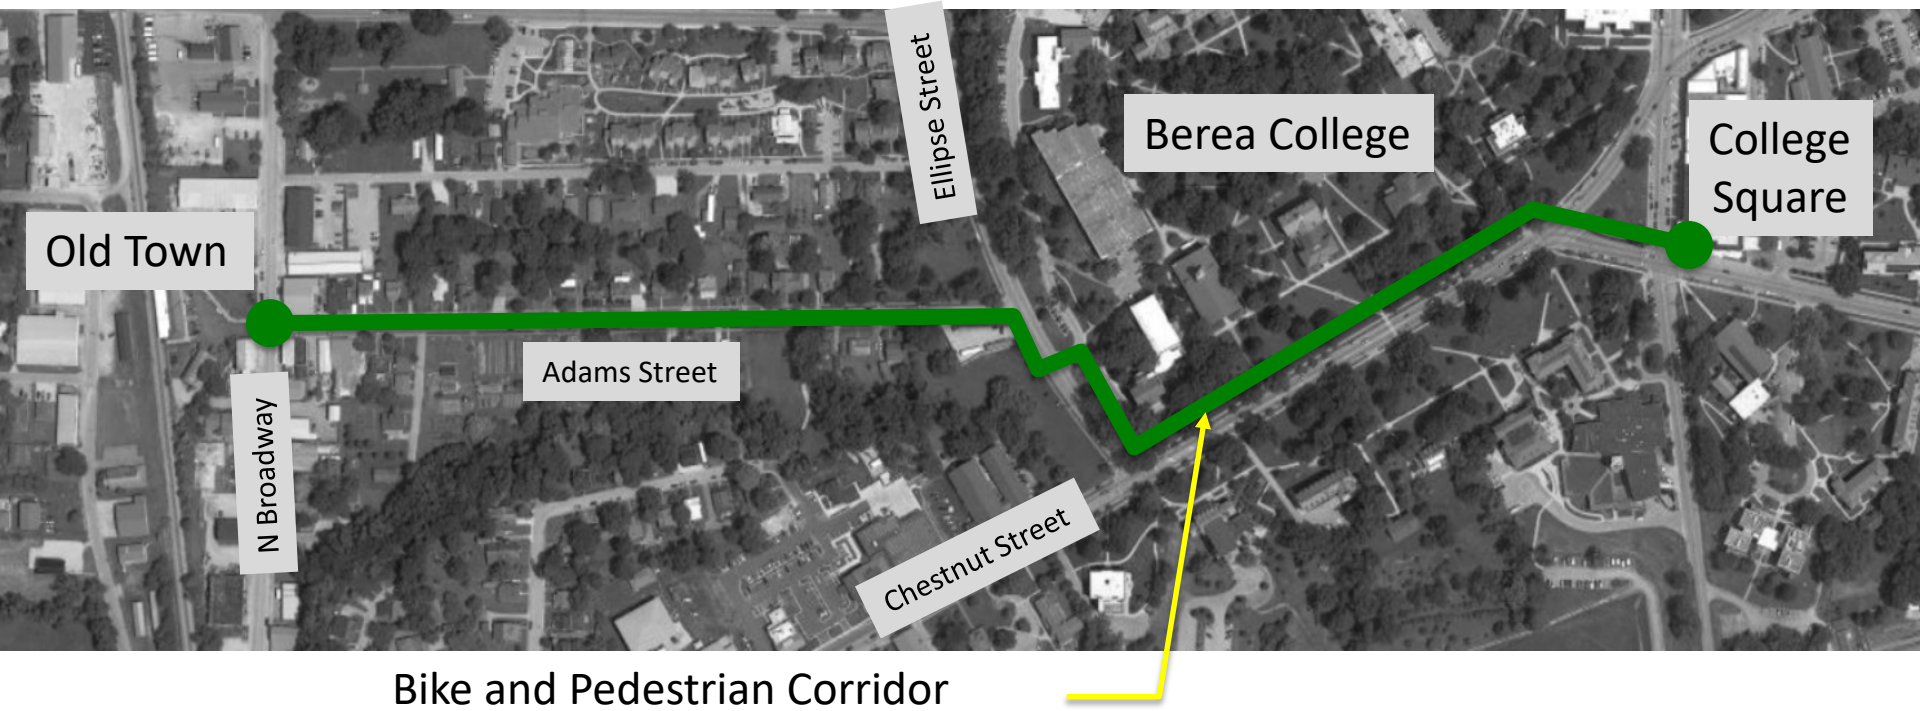 Ellipse Street
Berea College
College
Square
Old Town
Adams Street
N Broadway
Chestnut Street
Bike and Pedestrian Corridor